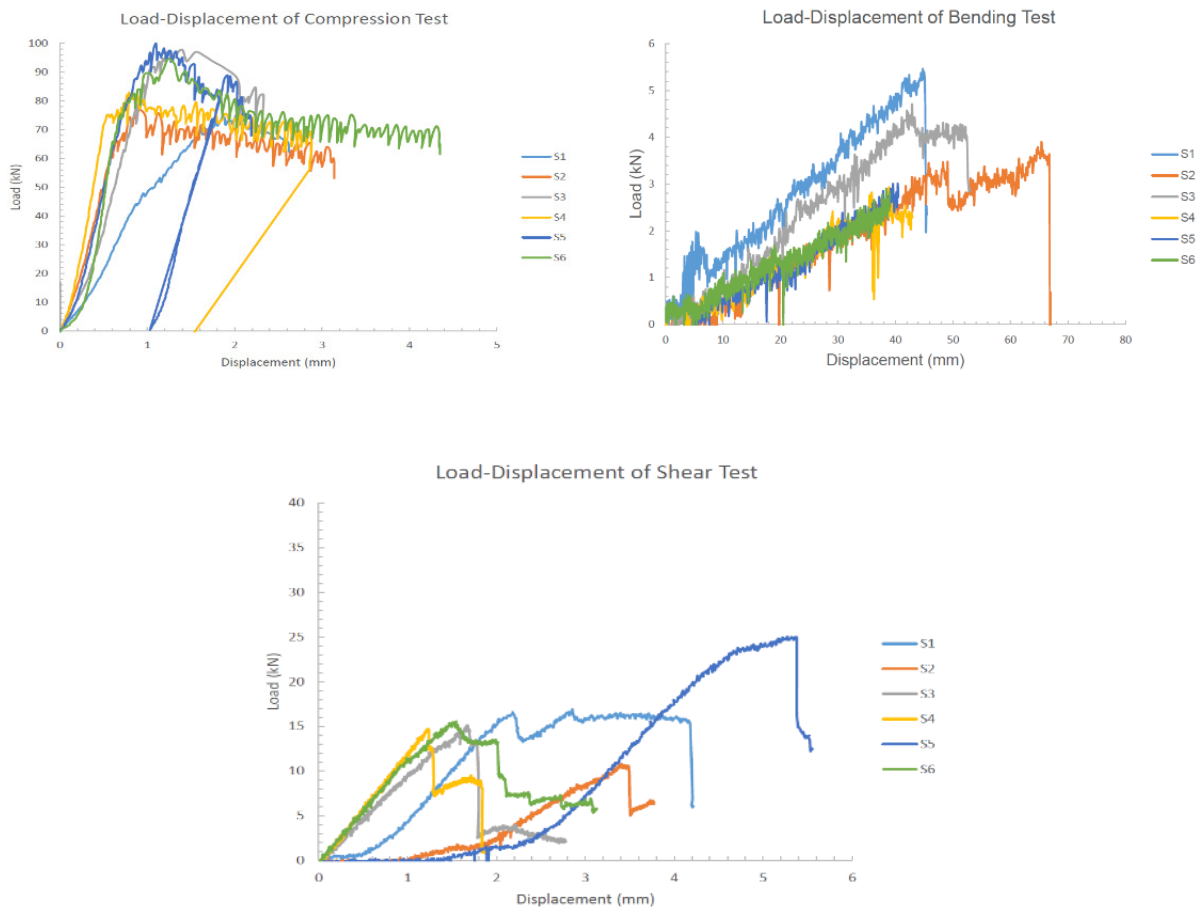 Load-Displacement of Compression Test
100
90
80
70
60
50
40
30
20
10
0
Load (kN)
0 1 2 3 4 5
Displacement (mm)
S1
S2
S3
S4
S5
S6
Load-Displacement of Bending Test
6
5
4
3
2
1
0
Load (kN)
0 10 20 30 40 50 60 70 80
Displacement (mm)
S1
S2
S3
S4
S5
S6
Load-Displacement of Shear Test
40
35
30
25
20
15
10
5
0
Load (kN)
0 1 2 3 4 5 6
Displacement (mm)
S1
S2
S3
S4
S5
S6